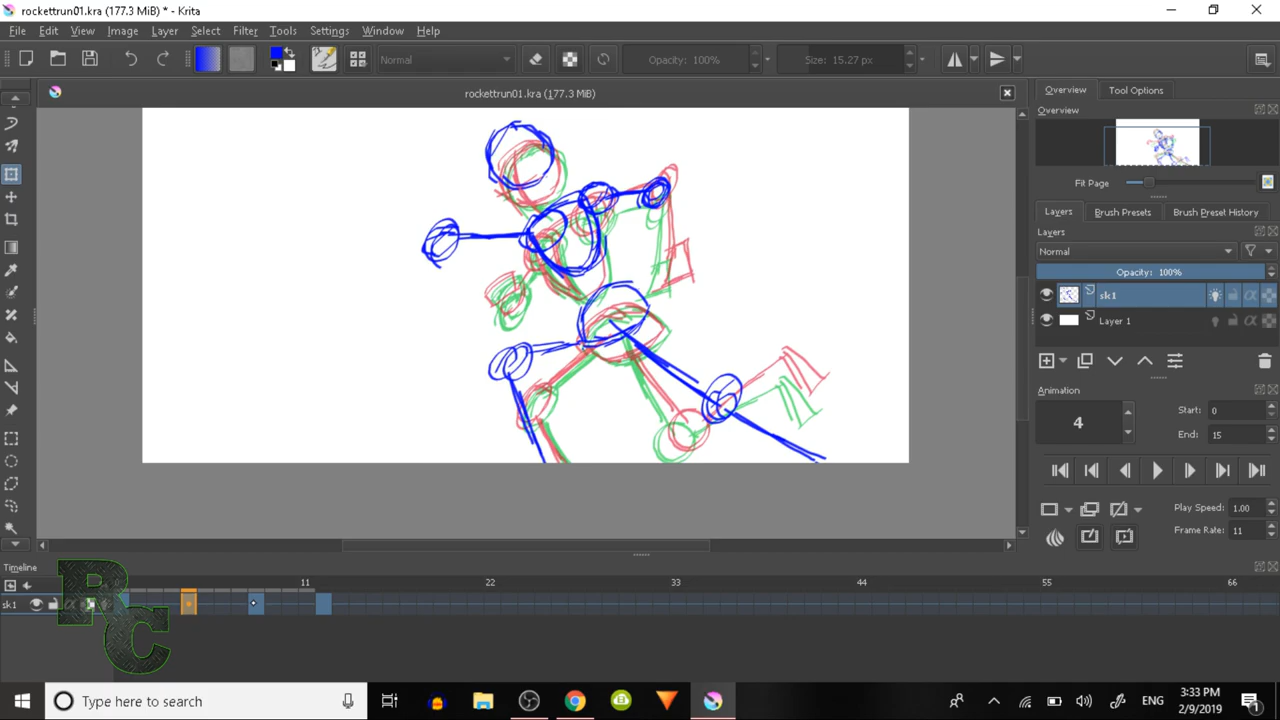 rockettrun01.kra (177.3 MiB) * - Krita
File Edit View Image Layer Select Filter Tools Settings Window Help
Normal Opacity: 100% Size: 15.27 px
rockettrun01.kra (177.3 MiB)
Overview Tool Options
Overview
Fit Page
Layers Brush Presets Brush Preset History
Layers
Normal
Opacity: 100%
sk1
Layer 1
Animation
4 Start: 0
End: 15
Play Speed: 1.00
Frame Rate: 11
Timeline
11 22 33 44 55 66
sk1
RC
Type here to search
ENG 3:33 PM
2/9/2019 1